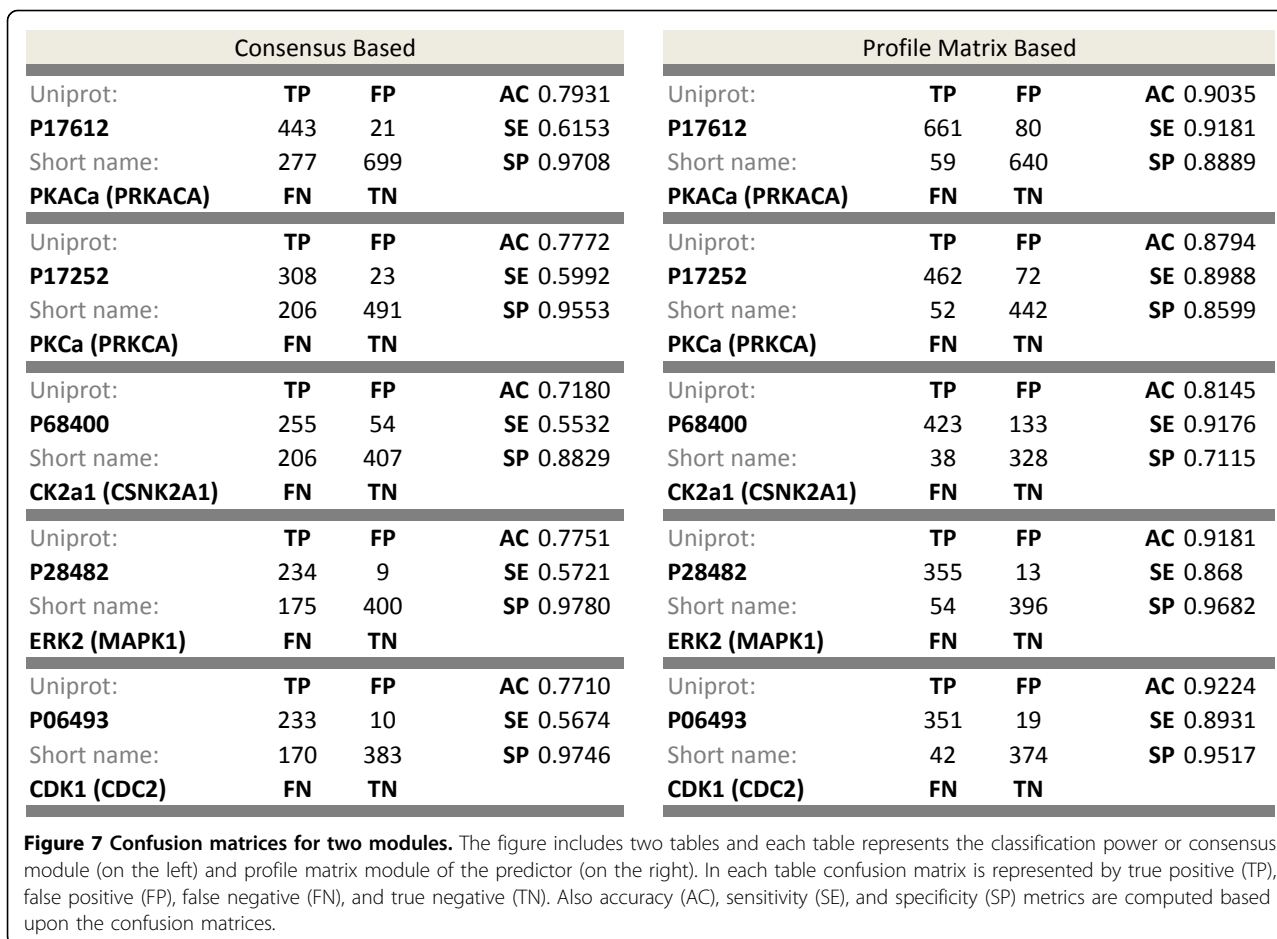 Consensus Based
Uniprot: TP FP AC 0.7931
P17612 443 21 SE 0.6153
Short name: 277 699 SP 0.9708
PKACa (PRKACA) FN TN
Uniprot: TP FP AC 0.7772
P17252 308 23 SE 0.5992
Short name: 206 491 SP 0.9553
PKCa (PRKCA) FN TN
Uniprot: TP FP AC 0.7180
P68400 255 54 SE 0.5532
Short name: 206 407 SP 0.8829
CK2a1 (CSNK2A1) FN TN
Uniprot: TP FP AC 0.7751
P28482 234 9 SE 0.5721
Short name: 175 400 SP 0.9780
ERK2 (MAPK1) FN TN
Uniprot: TP FP AC 0.7710
P06493 233 10 SE 0.5674
Short name: 170 383 SP 0.9746
CDK1 (CDC2) FN TN
Profile Matrix Based
Uniprot: TP FP AC 0.9035
P17612 661 80 SE 0.9181
Short name: 59 640 SP 0.8889
PKACa (PRKACA) FN TN
Uniprot: TP FP AC 0.8794
P17252 462 72 SE 0.8988
Short name: 52 442 SP 0.8599
PKCa (PRKCA) FN TN
Uniprot: TP FP AC 0.8145
P68400 423 133 SE 0.9176
Short name: 38 328 SP 0.7115
CK2a1 (CSNK2A1) FN TN
Uniprot: TP FP AC 0.9181
P28482 355 13 SE 0.868
Short name: 54 396 SP 0.9682
ERK2 (MAPK1) FN TN
Uniprot: TP FP AC 0.9224
P06493 351 19 SE 0.8931
Short name: 42 374 SP 0.9517
CDK1 (CDC2) FN TN
Figure 7 Confusion matrices for two modules. The figure includes two tables and each table represents the classification power or consensus
module (on the left) and profile matrix module of the predictor (on the right). In each table confusion matrix is represented by true positive (TP),
false positive (FP), false negative (FN), and true negative (TN). Also accuracy (AC), sensitivity (SE), and specificity (SP) metrics are computed based
upon the confusion matrices.